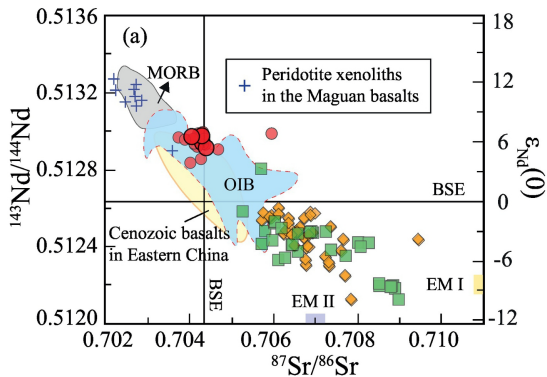 (a)
MORB
Peridotite xenoliths
in the Maguan basalts
OIB
BSE
Cenozoic basalts
in Eastern China
BSE
EM I
EM II
0.5136
0.5132
0.5128
0.5124
0.5120
¹⁴³Nd/¹⁴⁴Nd
18
12
6
0
-6
-12
εNd(0)
0.702
0.704
0.706
0.708
0.710
⁸⁷Sr/⁸⁶Sr